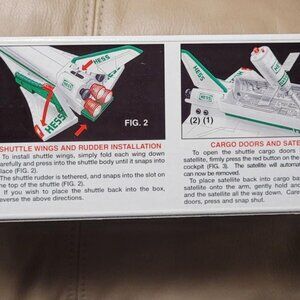 HESS
HESS
HESS
FIG. 2
HESS
HESS
(2) (1)
SHUTTLE WINGS AND RUDDER INSTALLATION
To install shuttle wings, simply fold each wing down
carefully and press into the shuttle body until it snaps into
place (FIG. 2).
The shuttle rudder is tethered, and snaps into the slot on
the top of the shuttle (FIG.
If you wish to place the shuttle back into the box,
reverse the above directions.
CARGO DOORS AND SATE
To open the shuttle cargo doors
satellite, firmly press the red button on the
cockpit (FIG. 3). The satellite will automat
can now be removed.
To place satellite back into cargo ba
satellite onto the arm, gently hold and
and the satellite all the way down. Care
doors, press and snap shut.